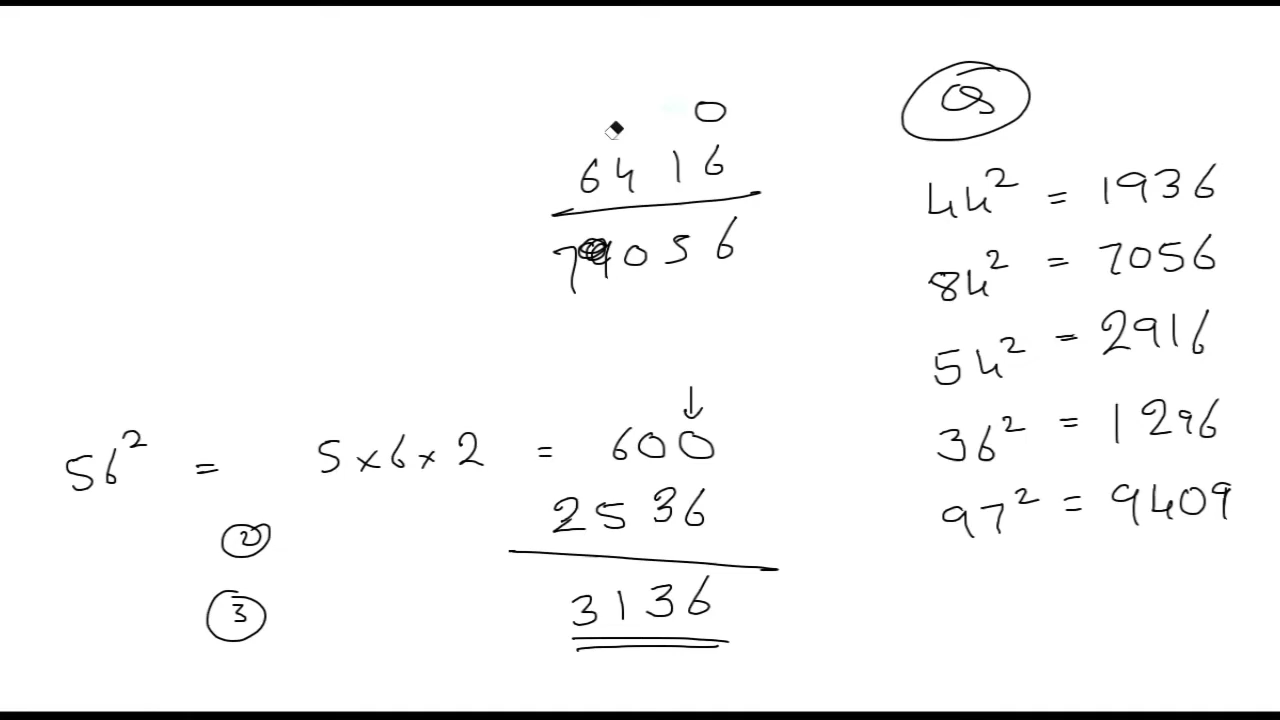 0
6416
7 056
56² = 5×6×2 = 600
2536
3136
2
3
Q
44² = 1936
84² = 7056
54² = 2916
36² = 1296
97² = 9409